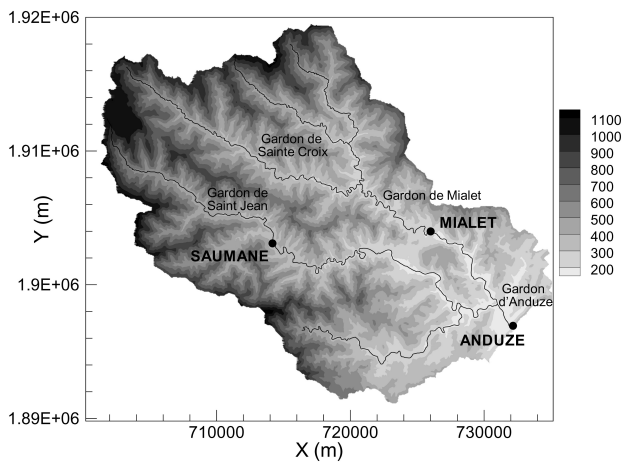 1.92E+06
1.91E+06
1.9E+06
1.89E+06
Y (m)
710000
720000
730000
X (m)
Gardon de
Sainte Croix
Gardon de
Saint Jean
Gardon de Mialet
MIALET
SAUMANE
Gardon
d'Anduze
ANDUZE
1100
1000
900
800
700
600
500
400
300
200